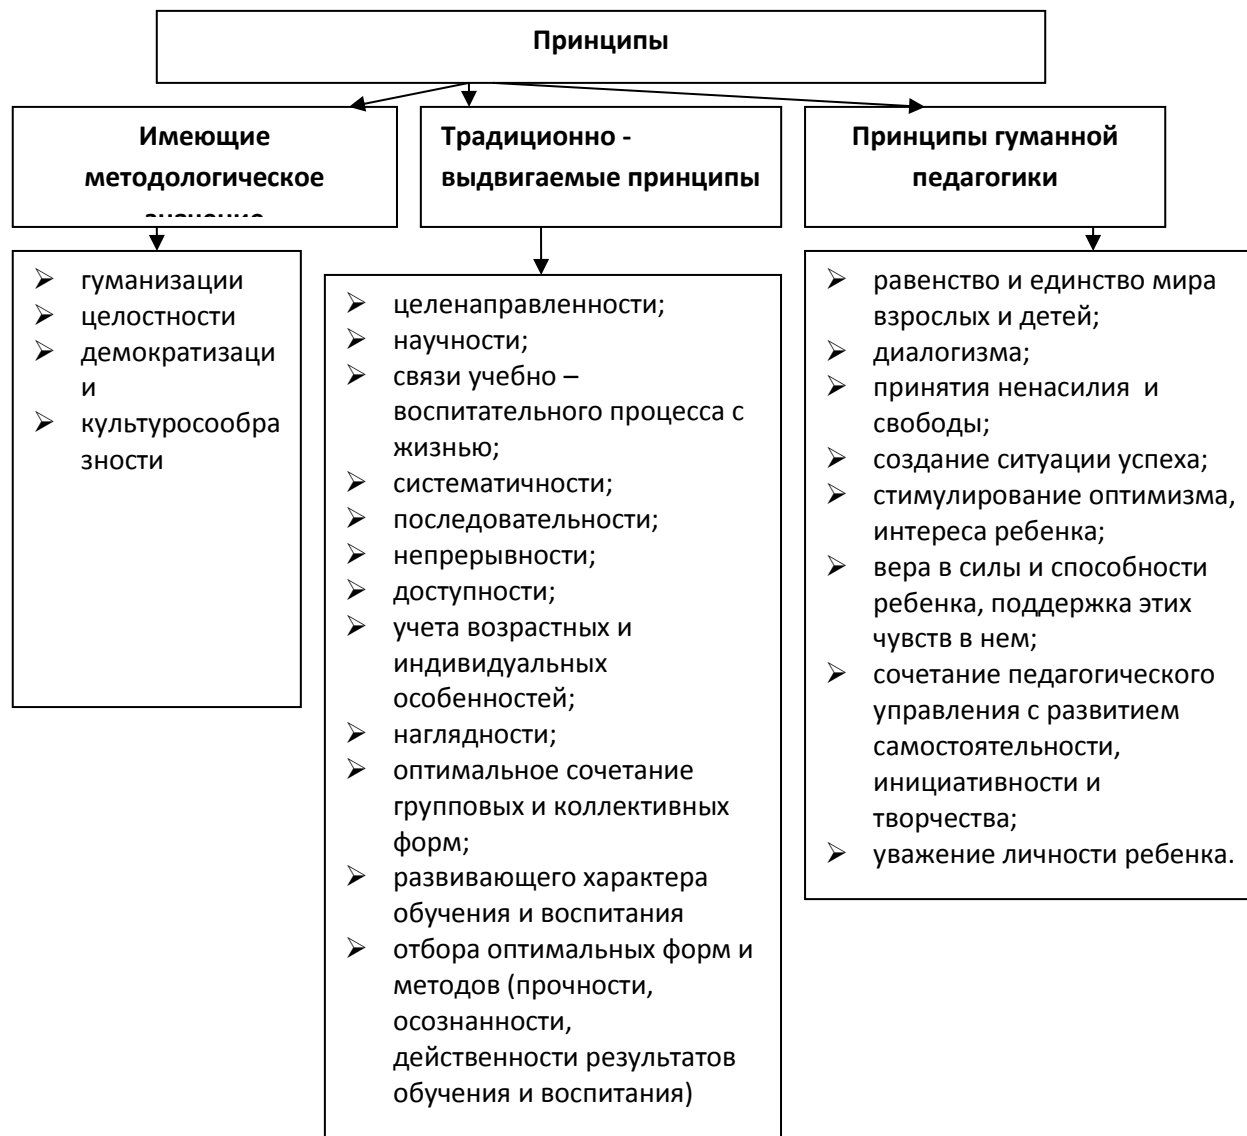 Принципы
Имеющие
методологическое
Традиционно -
выдвигаемые принципы
Принципы гуманной
педагогики
гуманизации
целостности
демократизаци
и
культуросообра
зности
целенаправленности;
научности;
связи учебно –
воспитательного процесса с
жизнью;
систематичности;
последовательности;
непрерывности;
доступности;
учета возрастных и
индивидуальных
особенностей;
наглядности;
оптимальное сочетание
групповых и коллективных
форм;
развивающего характера
обучения и воспитания
отбора оптимальных форм и
методов (прочности,
осознанности,
действенности результатов
обучения и воспитания)
равенство и единство мира
взрослых и детей;
диалогизма;
принятия ненасилия и
свободы;
создание ситуации успеха;
стимулирование оптимизма,
интереса ребенка;
вера в силы и способности
ребенка, поддержка этих
чувств в нем;
сочетание педагогического
управления с развитием
самостоятельности,
инициативности и
творчества;
уважение личности ребенка.